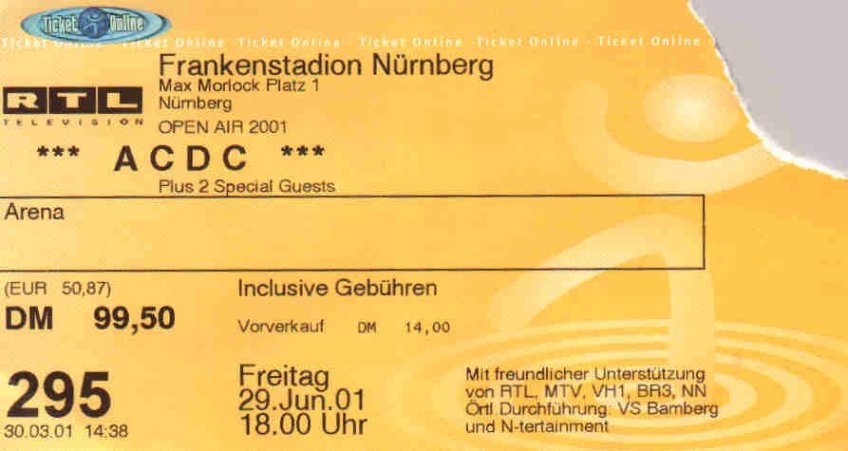 Ticket Online
Ticket Online - Ticket Online - Ticket Online - Ticket Online - Ticket Online - Ticket Online
Frankenstadion Nürnberg
Max Morlock Platz 1
Nürnberg
RTL
TELEVISION
OPEN AIR 2001
*** ACDC ***
Plus 2 Special Guests
Arena
(EUR 50,87)
Inclusive Gebühren
DM 99,50
Vorverkauf DM 14,00
295
30.03.01 14:38
Freitag
29.Jun.01
18.00 Uhr
Mit freundlicher Unterstützung
von RTL, MTV, VH1, BR3, NN
Örtl.Durchführung: VS Bamberg
und N-tertainment